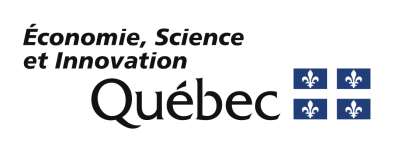 Économie, Science
et Innovation
Québec